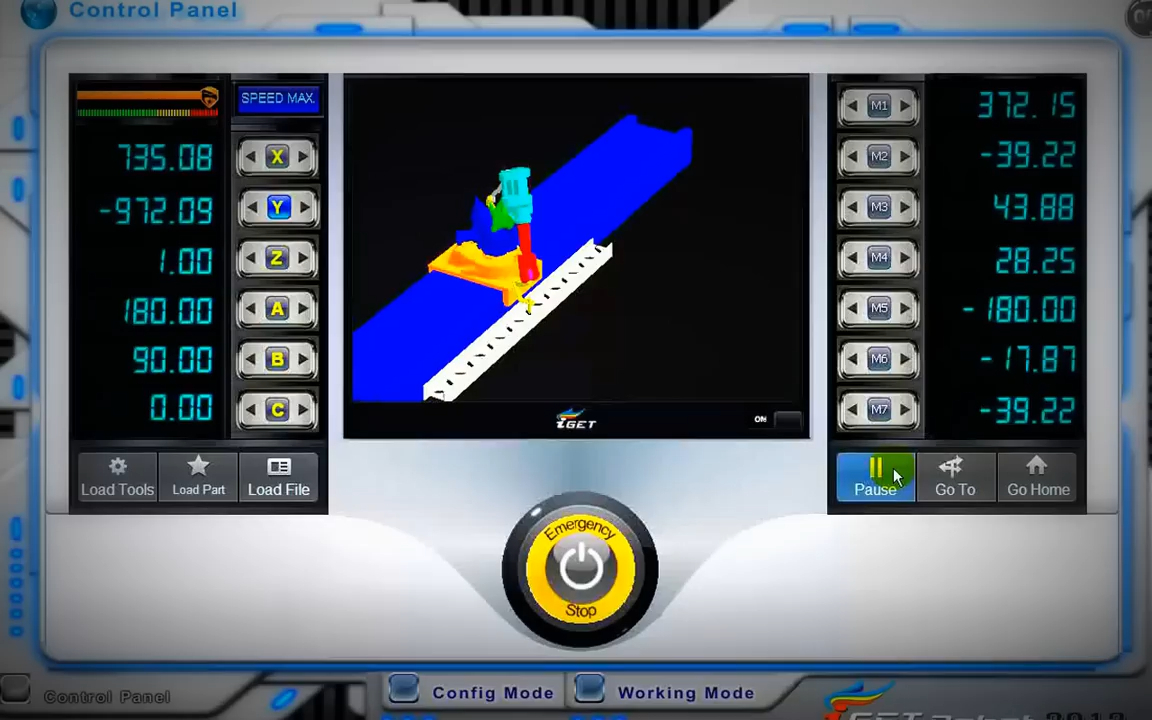 Control Panel
SPEED MAX.
735.08 X
-972.09 Y
1.00 Z
180.00 A
90.00 B
0.00 C
Load Tools Load Part Load File
iGET
ON
M1 372.15
M2 -39.22
M3 43.88
M4 28.25
M5 -180.00
M6 -17.87
M7 -39.22
Pause Go To Go Home
Emergency
Stop
Control Panel
Config Mode Working Mode